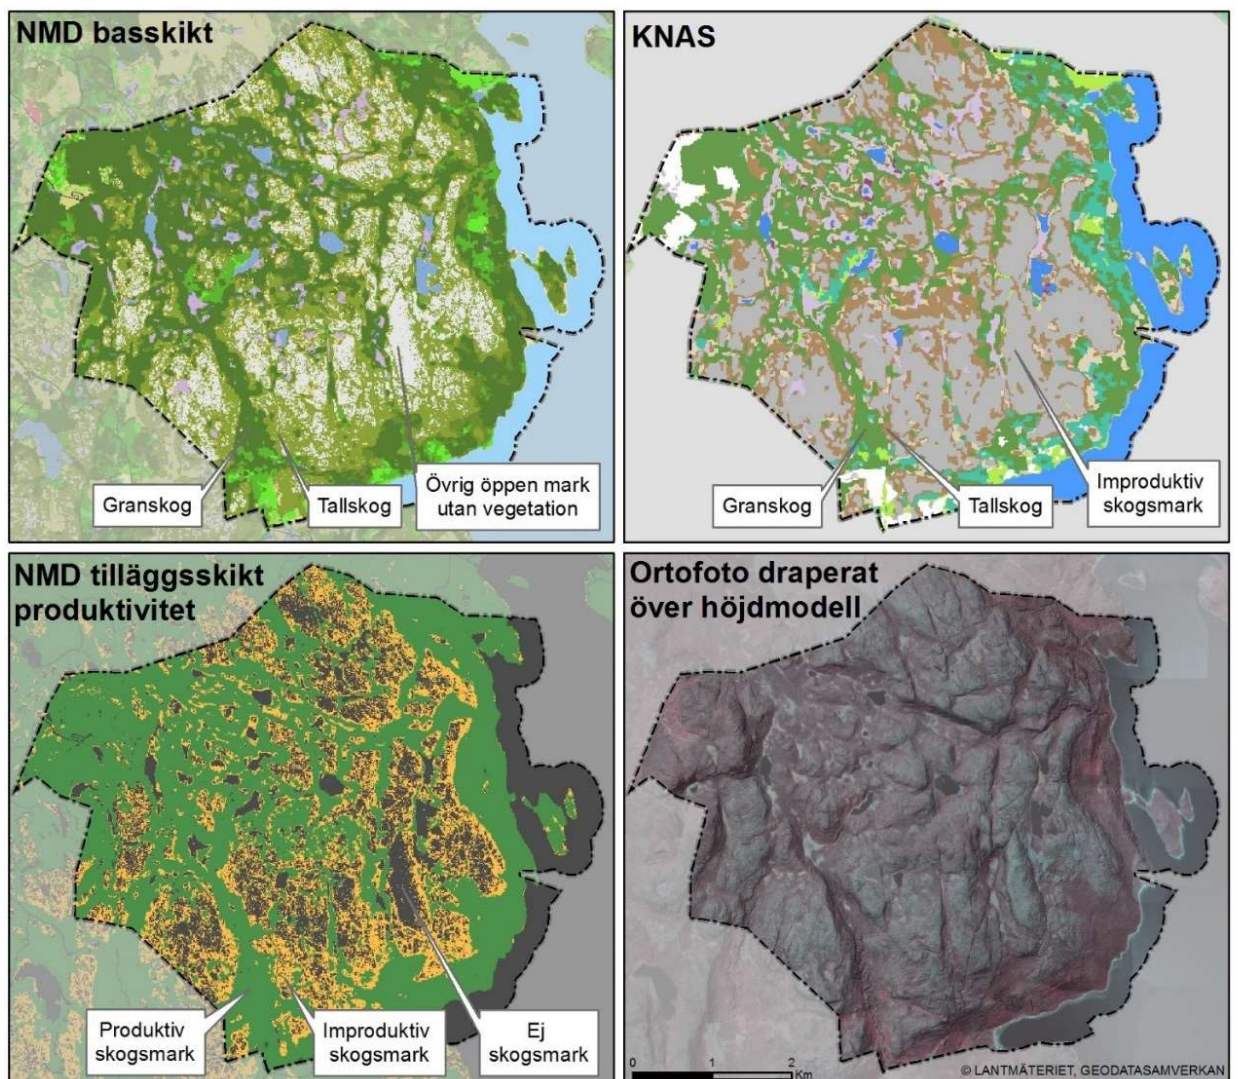 NMD basskikt
Granskog
Tallskog
Övrig öppen mark
utan vegetation
KNAS
Granskog
Tallskog
Improduktiv
skogsmark
NMD tilläggsskikt
produktivitet
Produktiv
skogsmark
Improduktiv
skogsmark
Ej
skogsmark
Ortofoto draperat
över höjdmodell
0 1 2
Km
© LANTMÄTERIET, GEODATASAMVERKAN